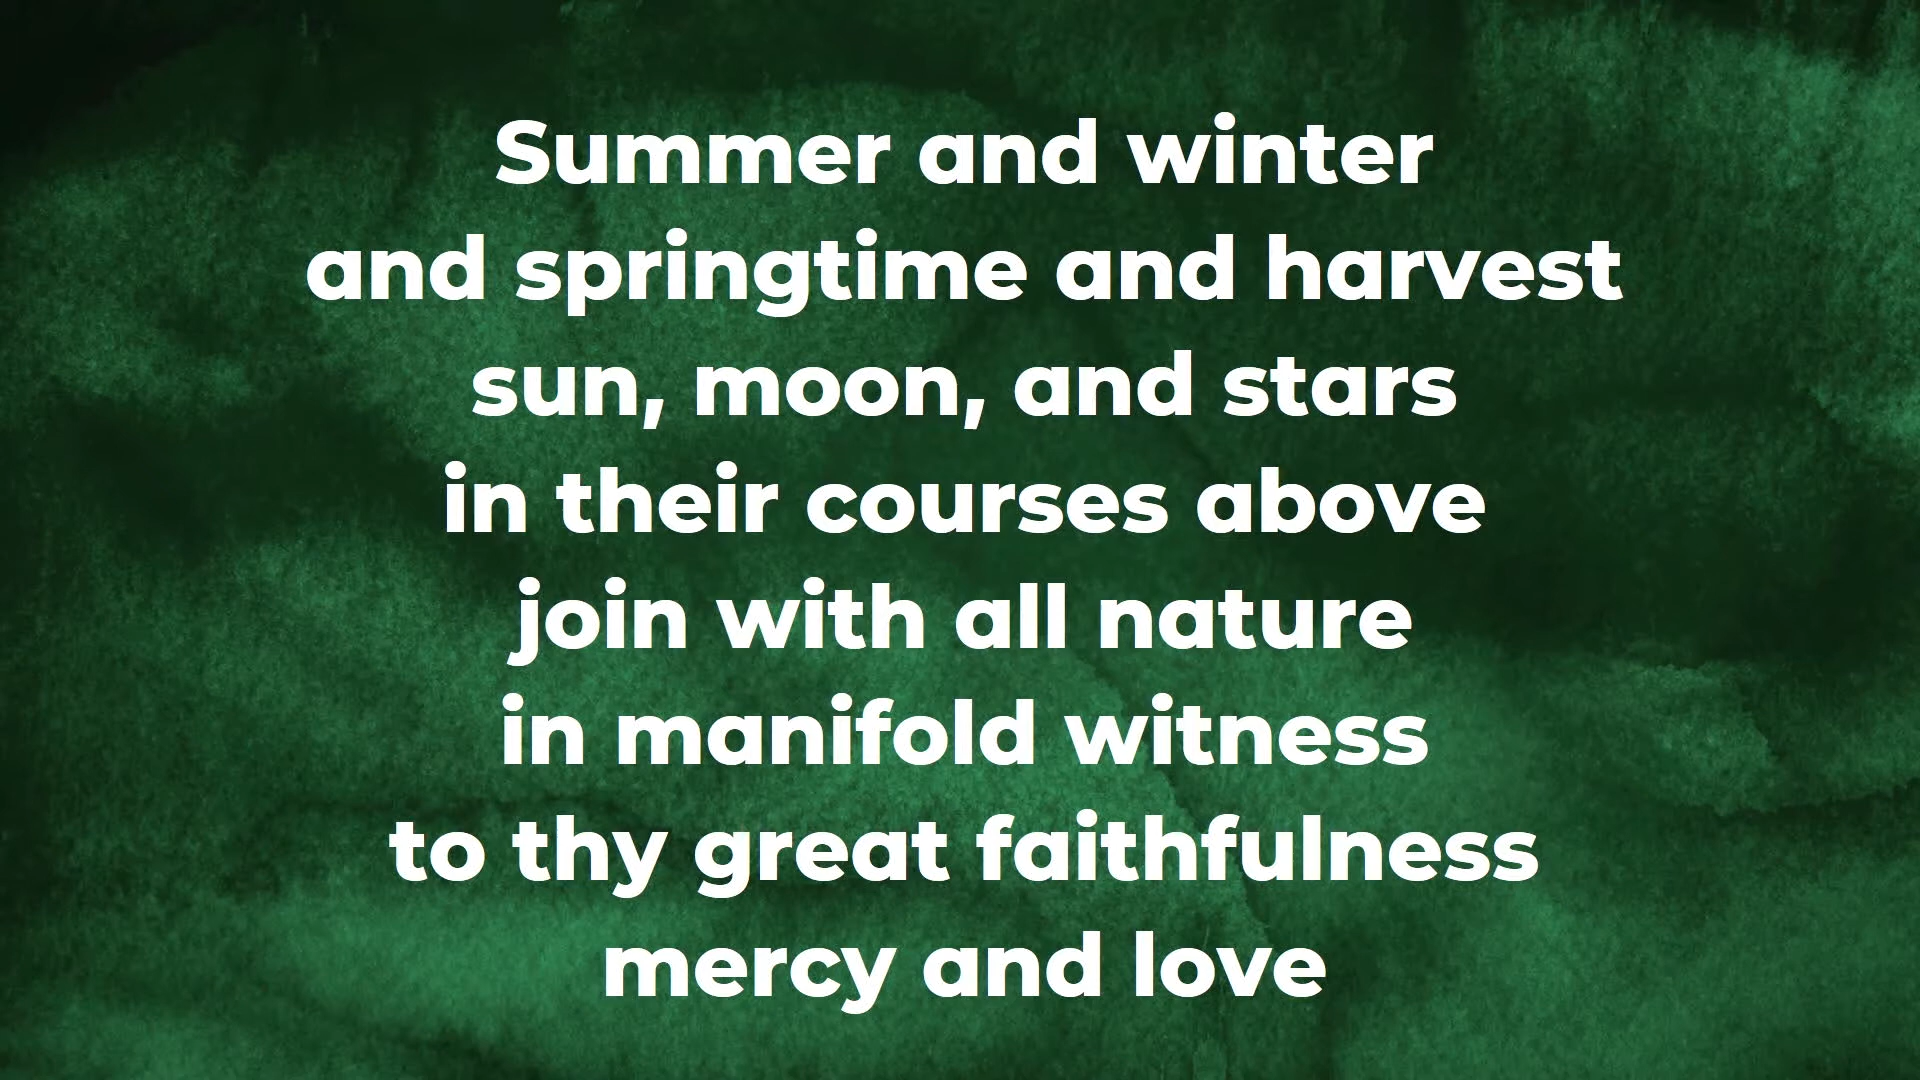 Summer and winter
and springtime and harvest
sun, moon, and stars
in their courses above
join with all nature
in manifold witness
to thy great faithfulness
mercy and love